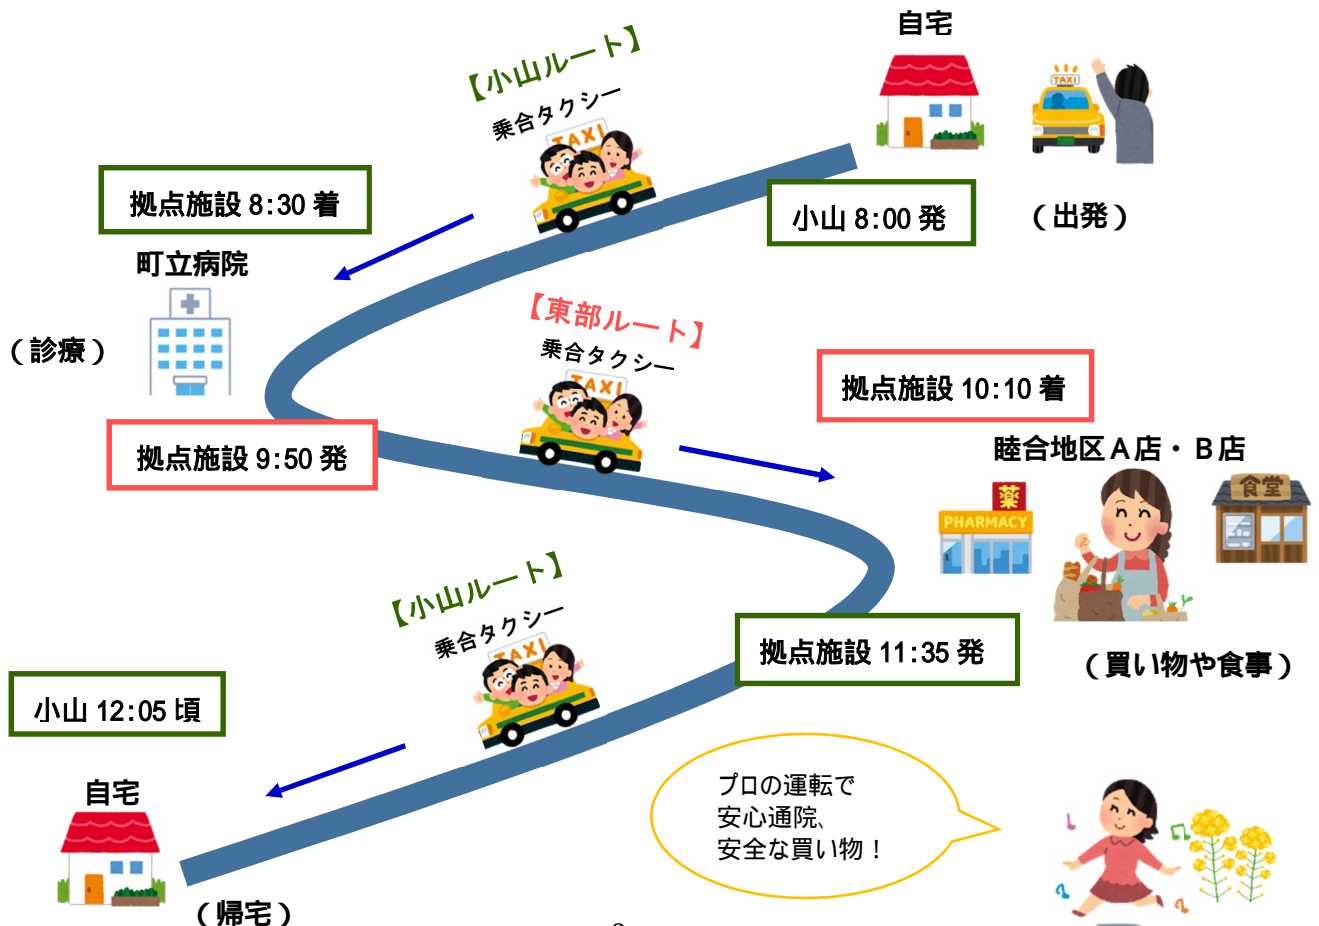 自宅
【小山ルート】
乗合タクシー
TAXI
TAXI
小山 8:00 発
（出発）
拠点施設 8:30 着
町立病院
（診療）
【東部ルート】
乗合タクシー
TAXI
拠点施設 9:50 発
拠点施設 10:10 着
睦合地区Ａ店・Ｂ店
薬
PHARMACY
食堂
（買い物や食事）
拠点施設 11:35 発
【小山ルート】
乗合タクシー
TAXI
小山 12:05 頃
自宅
（帰宅）
プロの運転で
安心通院、
安全な買い物！